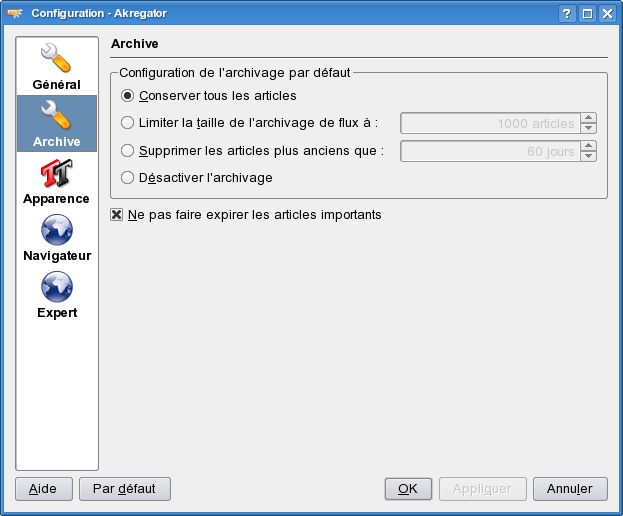 Configuration - Akregator
Général
Archive
Apparence
Navigateur
Expert
Archive
Configuration de l'archivage par défaut
Conserver tous les articles
Limiter la taille de l'archivage de flux à : 1000 articles
Supprimer les articles plus anciens que : 60 jours
Désactiver l'archivage
Ne pas faire expirer les articles importants
Aide Par défaut OK Appliquer Annuler